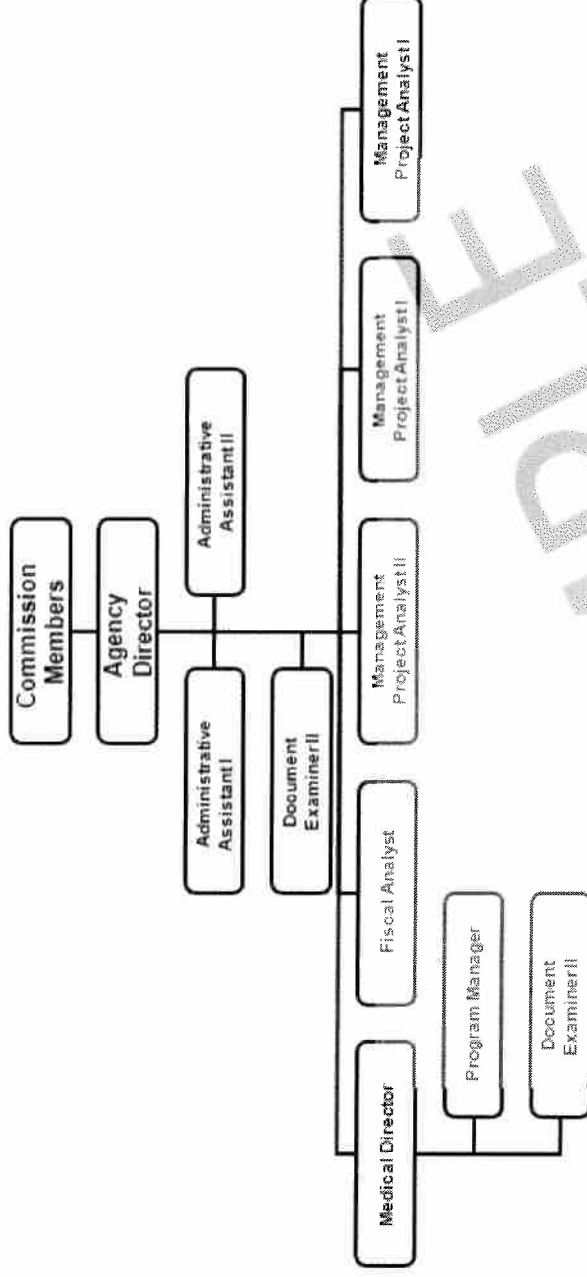 Commission
Members
Agency
Director
Administrative
Assistant I
Administrative
Assistant II
Document
Examiner II
Medical Director
Fiscal Analyst
Management
Project Analyst II
Management
Project Analyst I
Management
Project Analyst I
Program Manager
Document
Examiner II